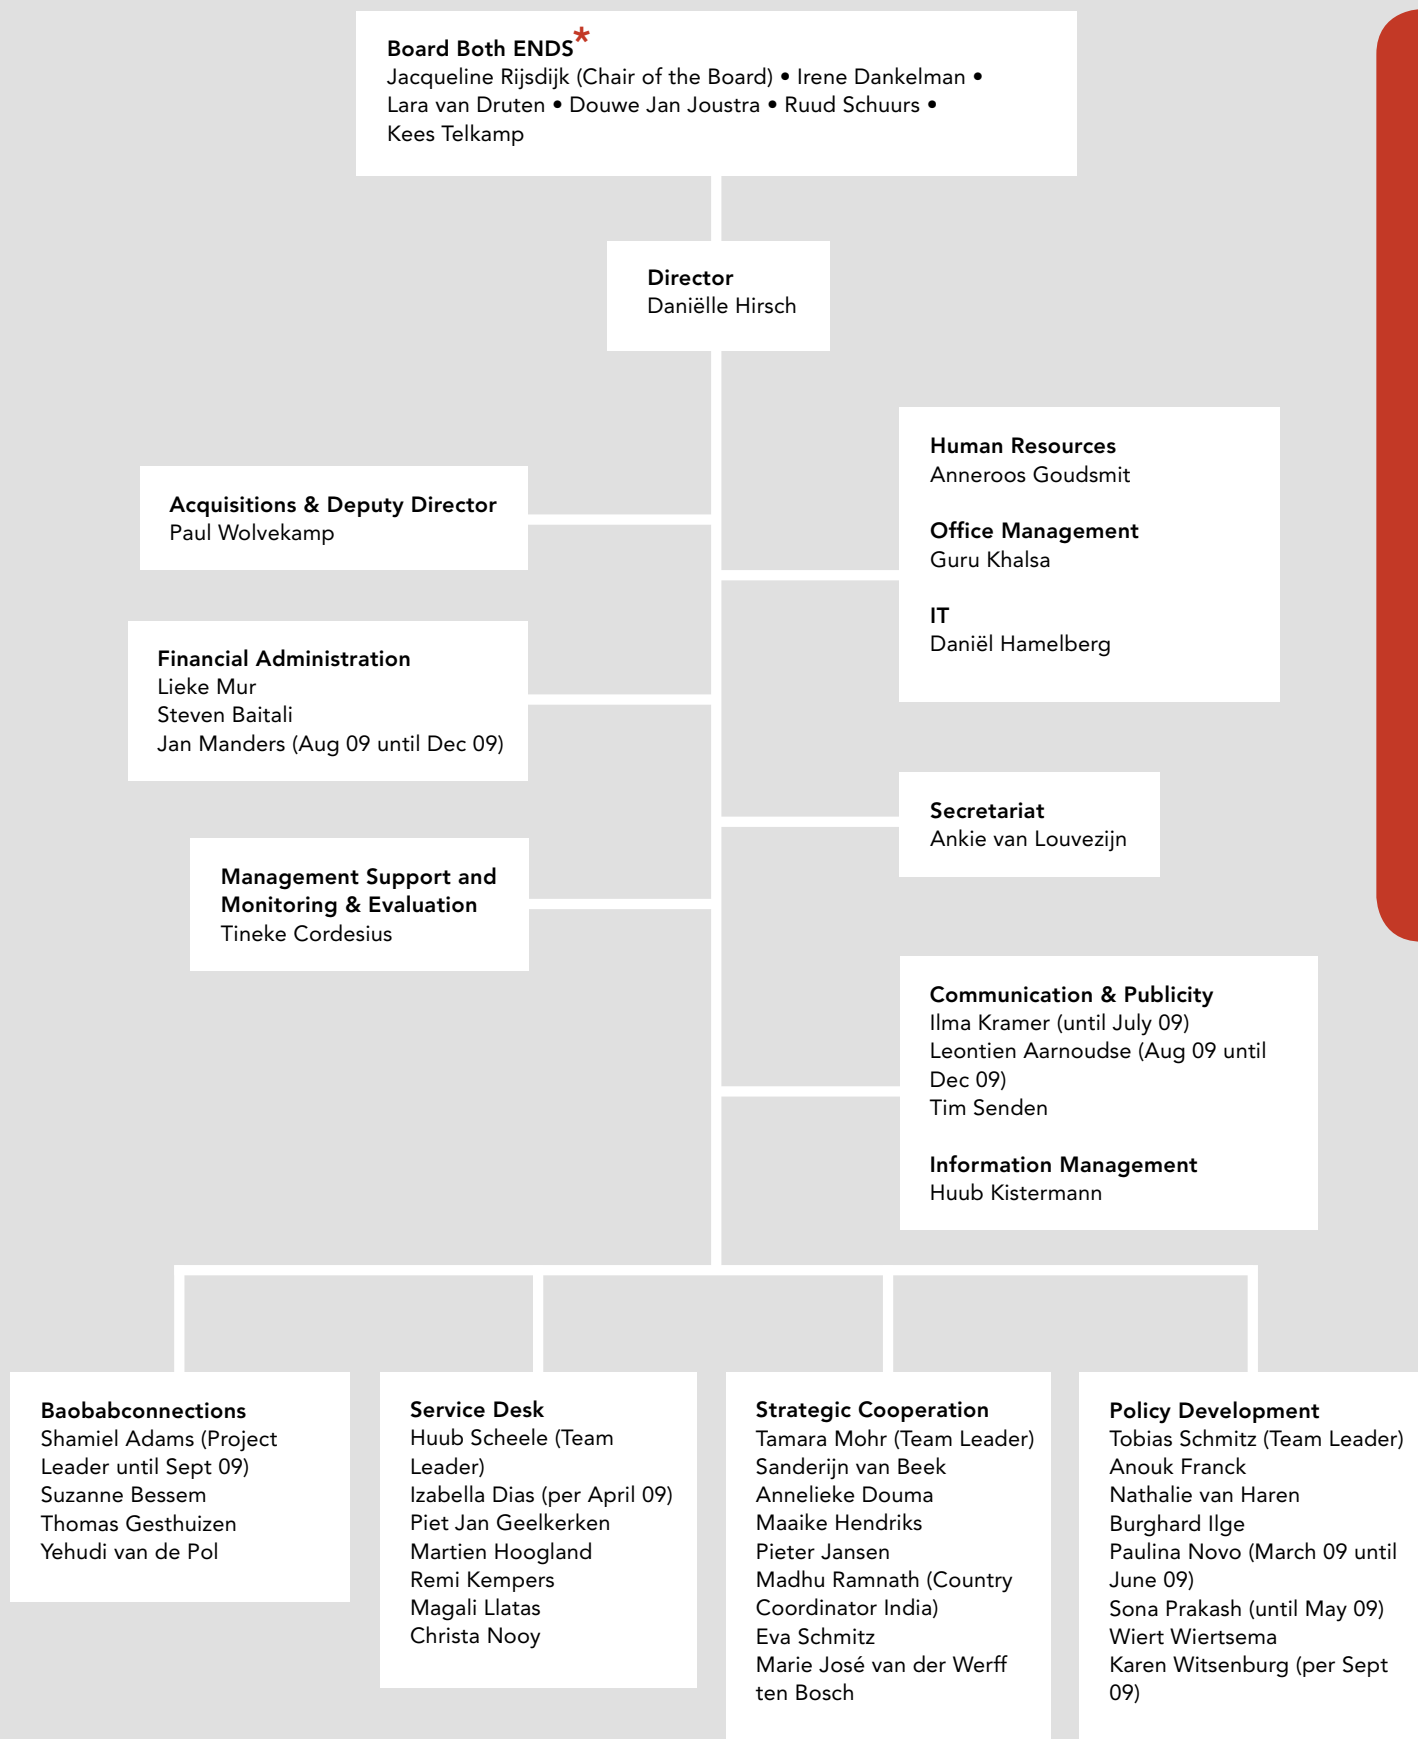 Board Both ENDS*
Jacqueline Rijsdijk (Chair of the Board) • Irene Dankelman •
Lara van Druten • Douwe Jan Joustra • Ruud Schuurs •
Kees Telkamp
Director
Daniëlle Hirsch
Human Resources
Anneroos Goudsmit
Office Management
Guru Khalsa
IT
Daniël Hamelberg
Acquisitions & Deputy Director
Paul Wolvekamp
Financial Administration
Lieke Mur
Steven Baitali
Jan Manders (Aug 09 until Dec 09)
Secretariat
Ankie van Louvezijn
Management Support and
Monitoring & Evaluation
Tineke Cordesius
Communication & Publicity
Ilma Kramer (until July 09)
Leontien Aarnoudse (Aug 09 until
Dec 09)
Tim Senden
Information Management
Huub Kistermann
Baobabconnections
Shamiel Adams (Project
Leader until Sept 09)
Suzanne Bessem
Thomas Gesthuizen
Yehudi van de Pol
Service Desk
Huub Scheele (Team
Leader)
Izabella Dias (per April 09)
Piet Jan Geelkerken
Martien Hoogland
Remi Kempers
Magali Llatas
Christa Nooy
Strategic Cooperation
Tamara Mohr (Team Leader)
Sanderijn van Beek
Annelieke Douma
Maaike Hendriks
Pieter Jansen
Madhu Ramnath (Country
Coordinator India)
Eva Schmitz
Marie José van der Werff
ten Bosch
Policy Development
Tobias Schmitz (Team Leader)
Anouk Franck
Nathalie van Haren
Burghard Ilge
Paulina Novo (March 09 until
June 09)
Sona Prakash (until May 09)
Wiert Wiertsema
Karen Witsenburg (per Sept
09)